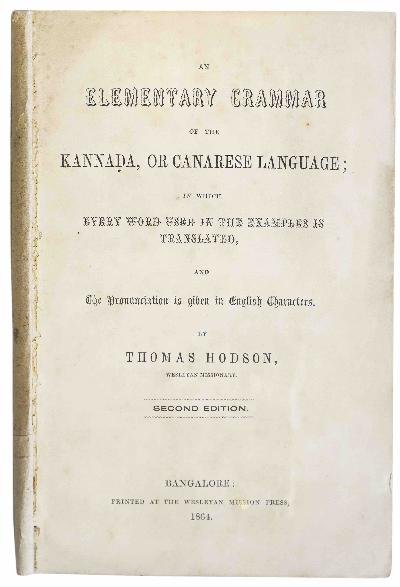 AN
ELEMENTARY GRAMMAR
OF THE
KANNAḌA, OR CANARESE LANGUAGE;
IN WHICH
EVERY WORD USED IN THE EXAMPLES IS
TRANSLATED,
AND
The Pronunciation is given in English Characters.
BY
THOMAS HODSON,
WESLEYAN MISSIONARY.
SECOND EDITION.
BANGALORE:
PRINTED AT THE WESLEYAN MISSION PRESS,
1864.